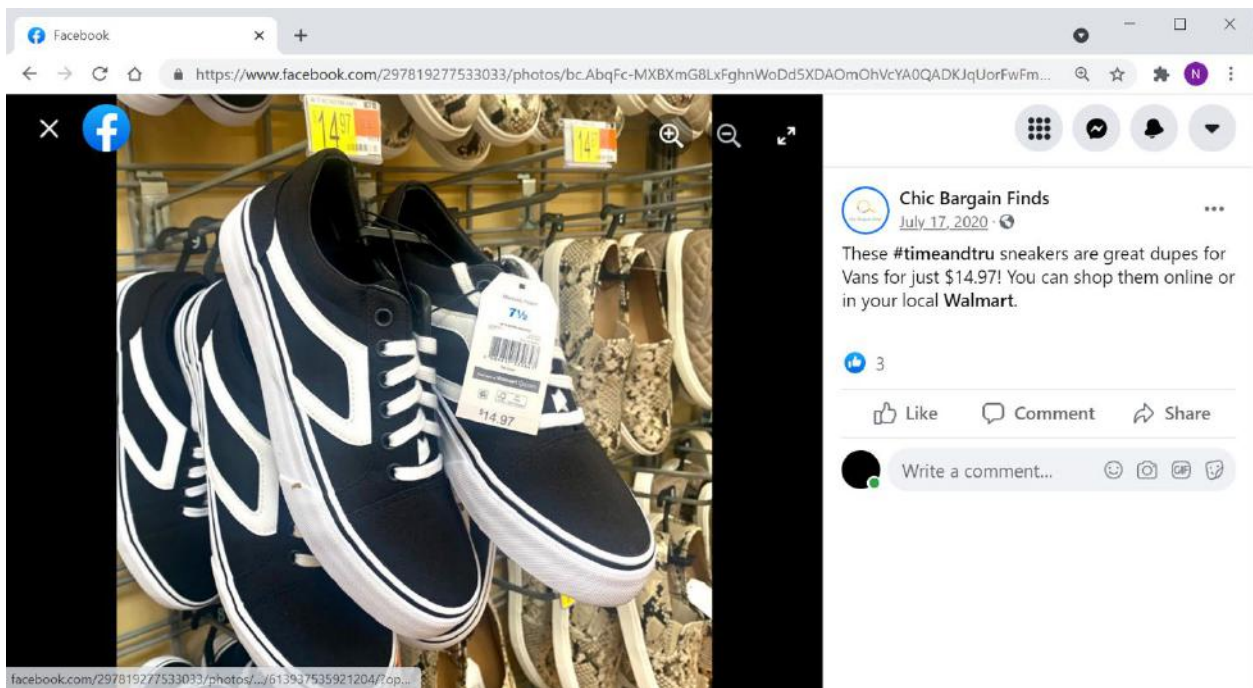 Facebook
https://www.facebook.com/297819277533033/photos/bc.AbqFc-MXBXmG8LxFghnWoDd5XDAOmOhVcYA0QADKJqUorFwFm...
N
$14.97
14
Chic Bargain Finds
July 17, 2020
These #timeandtru sneakers are great dupes for
Vans for just $14.97! You can shop them online or
in your local Walmart.
7½
$14.97
3
Like Comment Share
Write a comment...
GIF
facebook.com/297819277533033/photos/.../613937535921204/?op...